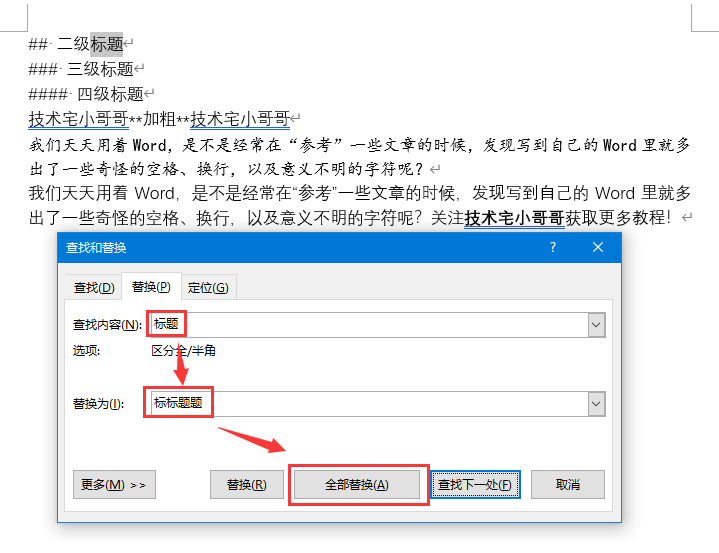 ## 二级标题
### 三级标题
#### 四级标题
技术宅小哥哥**加粗**技术宅小哥哥
我们天天用着 Word，是不是经常在“参考”一些文章的时候，发现写到自己的 Word 里就多
出了一些奇怪的空格、换行，以及意义不明的字符呢？
我们天天用着 Word，是不是经常在“参考”一些文章的时候，发现写到自己的 Word 里就多
出了一些奇怪的空格、换行，以及意义不明的字符呢？关注技术宅小哥哥获取更多教程！
查找和替换
查找(D) 替换(P) 定位(G)
查找内容(N): 标题
选项: 区分全/半角
替换为(I): 标标题题
更多(M) >> 替换(R) 全部替换(A) 查找下一处(F) 取消